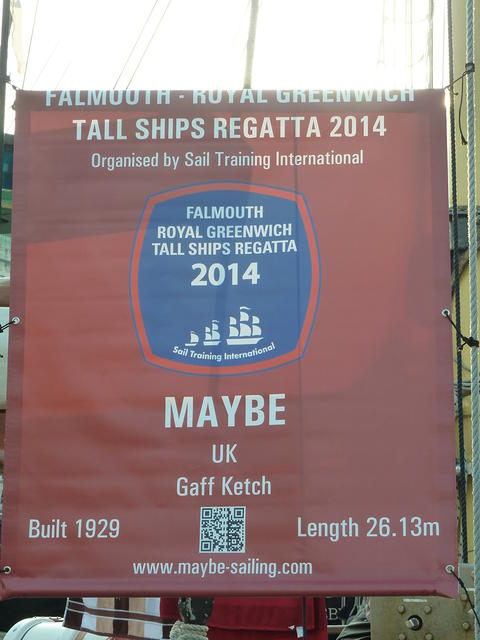 FALMOUTH - ROYAL GREENWICH
TALL SHIPS REGATTA 2014
Organised by Sail Training International
FALMOUTH
ROYAL GREENWICH
TALL SHIPS REGATTA
2014
Sail Training International
MAYBE
UK
Gaff Ketch
Built 1929
Length 26.13m
www.maybe-sailing.com